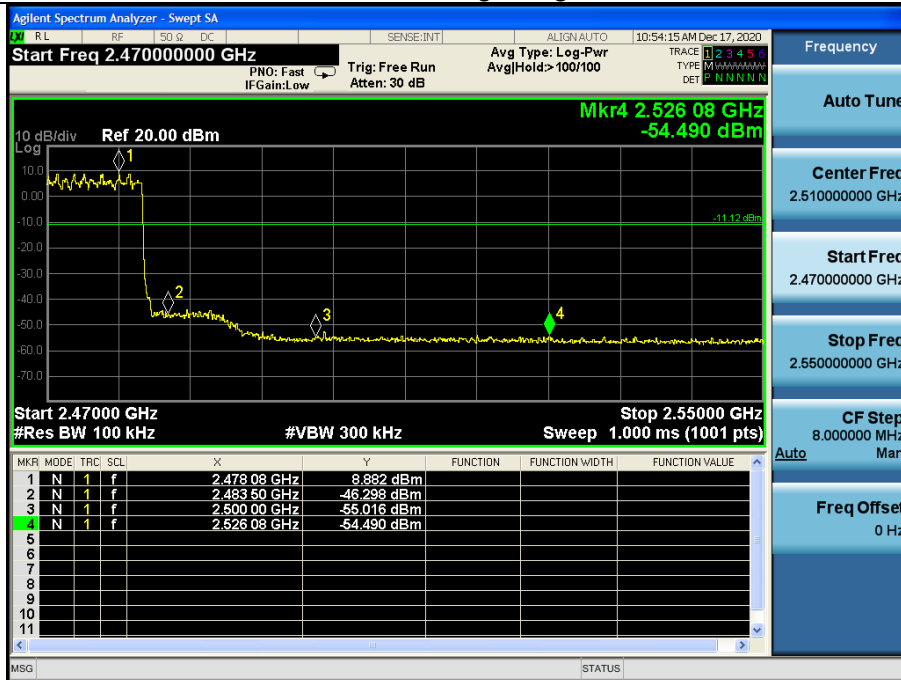 Agilent Spectrum Analyzer - Swept SA
LXI RL RF 50 Ω DC SENSE:INT ALIGN AUTO 10:54:15 AM Dec 17, 2020
Start Freq 2.470000000 GHz
PNO: Fast
IFGain:Low
Trig: Free Run
Atten: 30 dB
Avg Type: Log-Pwr
Avg|Hold:>100/100
TRACE 1 2 3 4 5 6
TYPE M W W W W W
DET P N N N N N
Mkr4 2.526 08 GHz
-54.490 dBm
10 dB/div Ref 20.00 dBm
Log
10.0
0.00
-10.0
-20.0
-30.0
-40.0
-50.0
-60.0
-70.0
1
2
3
4
-11.12 dBm
Start 2.47000 GHz Stop 2.55000 GHz
#Res BW 100 kHz #VBW 300 kHz Sweep 1.000 ms (1001 pts)
MKR MODE TRC SCL X Y FUNCTION FUNCTION WIDTH FUNCTION VALUE
1 N 1 f 2.478 08 GHz 8.882 dBm
2 N 1 f 2.483 50 GHz -46.298 dBm
3 N 1 f 2.500 00 GHz -55.016 dBm
4 N 1 f 2.526 08 GHz -54.490 dBm
5
6
7
8
9
10
11
MSG STATUS
Frequency
Auto Tune
Center Freq
2.510000000 GHz
Start Freq
2.470000000 GHz
Stop Freq
2.550000000 GHz
CF Step
8.000000 MHz
Auto Man
Freq Offset
0 Hz